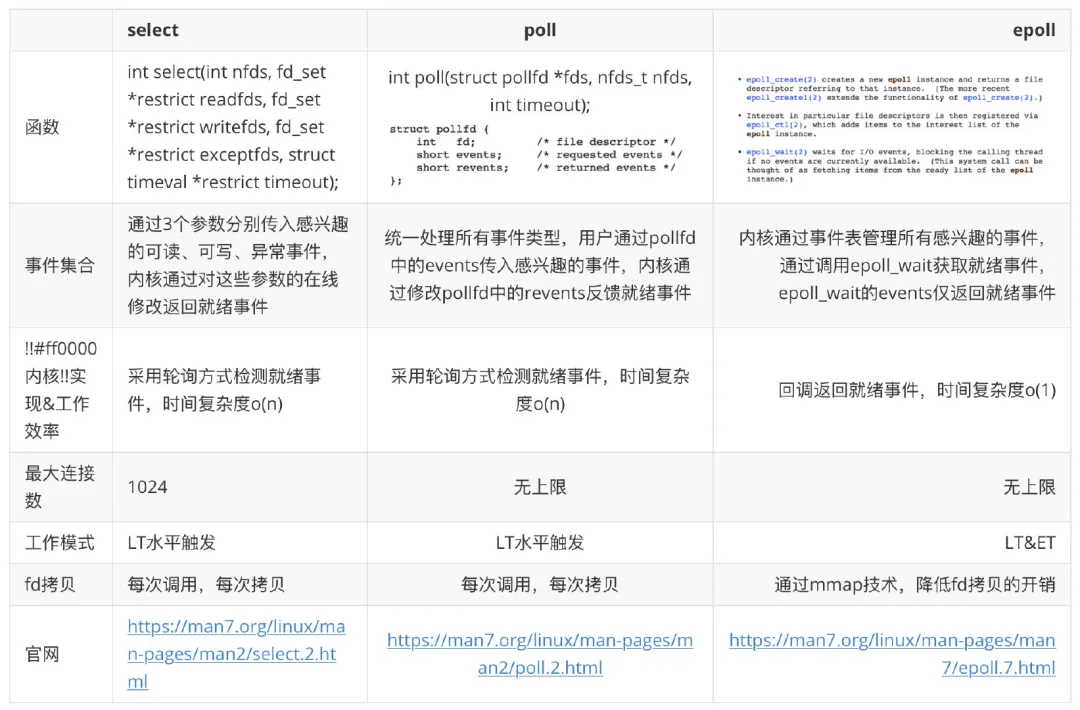 select
poll
epoll
函数
int select(int nfds, fd_set
*restrict readfds, fd_set
*restrict writefds, fd_set
*restrict exceptfds, struct
timeval *restrict timeout);
int poll(struct pollfd *fds, nfds_t nfds,
int timeout);
struct pollfd {
int fd; /* file descriptor */
short events; /* requested events */
short revents; /* returned events */
};
• epoll_create(2) creates a new epoll instance and returns a file
descriptor referring to that instance. (The more recent
epoll_create1(2) extends the functionality of epoll_create(2).)
• Interest in particular file descriptors is then registered via
epoll_ctl(2), which adds items to the interest list of the
epoll instance.
• epoll_wait(2) waits for I/O events, blocking the calling thread
if no events are currently available. (This system call can be
thought of as fetching items from the ready list of the epoll
instance.)
事件集合
通过3个参数分别传入感兴趣
的可读、可写、异常事件，
内核通过对这些参数的在线
修改返回就绪事件
统一处理所有事件类型，用户通过pollfd
中的events传入感兴趣的事件，内核通
过修改pollfd中的revents反馈就绪事件
内核通过事件表管理所有感兴趣的事件，
通过调用epoll_wait获取就绪事件，
epoll_wait的events仅返回就绪事件
!!#ff0000
内核!!实
现&工作
效率
采用轮询方式检测就绪事
件，时间复杂度o(n)
采用轮询方式检测就绪事件，时间复杂
度o(n)
回调返回就绪事件，时间复杂度o(1)
最大连接
数
1024
无上限
无上限
工作模式
LT水平触发
LT水平触发
LT&ET
fd拷贝
每次调用，每次拷贝
每次调用，每次拷贝
通过mmap技术，降低fd拷贝的开销
官网
https://man7.org/linux/ma
n-pages/man2/select.2.ht
ml
https://man7.org/linux/man-pages/m
an2/poll.2.html
https://man7.org/linux/man-pages/man
7/epoll.7.html